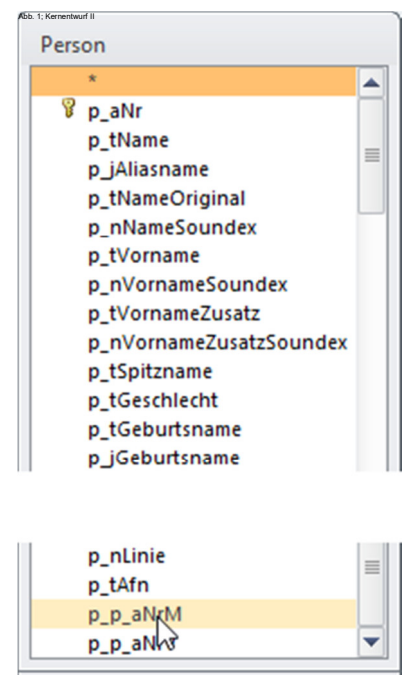 Abb. 1; Kernentwurf II
Person
*
p_aNr
p_tName
p_jAliasname
p_tNameOriginal
p_nNameSoundex
p_tVorname
p_nVornameSoundex
p_tVornameZusatz
p_nVornameZusatzSoundex
p_tSpitzname
p_tGeschlecht
p_tGeburtsname
p_jGeburtsname
p_nLinie
p_tAfn
p_p_aNrM